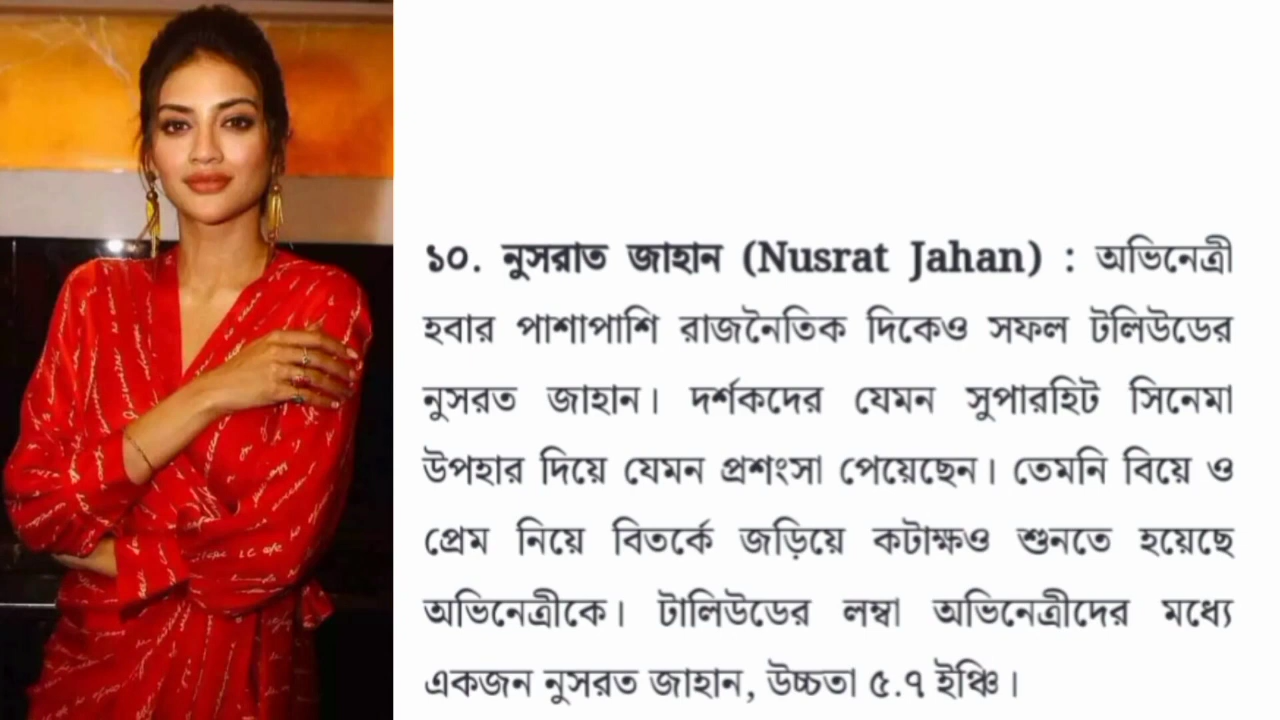 ১০. নুসরাত জাহান (Nusrat Jahan) : অভিনেত্রী
হবার পাশাপাশি রাজনৈতিক দিকেও সফল টলিউডের
নুসরত জাহান। দর্শকদের যেমন সুপারহিট সিনেমা
উপহার দিয়ে যেমন প্রশংসা পেয়েছেন। তেমনি বিয়ে ও
প্রেম নিয়ে বিতর্কে জড়িয়ে কটাক্ষও শুনতে হয়েছে
অভিনেত্রীকে। টালিউডের লম্বা অভিনেত্রীদের মধ্যে
একজন নুসরত জাহান, উচ্চতা ৫.৭ ইঞ্চি।